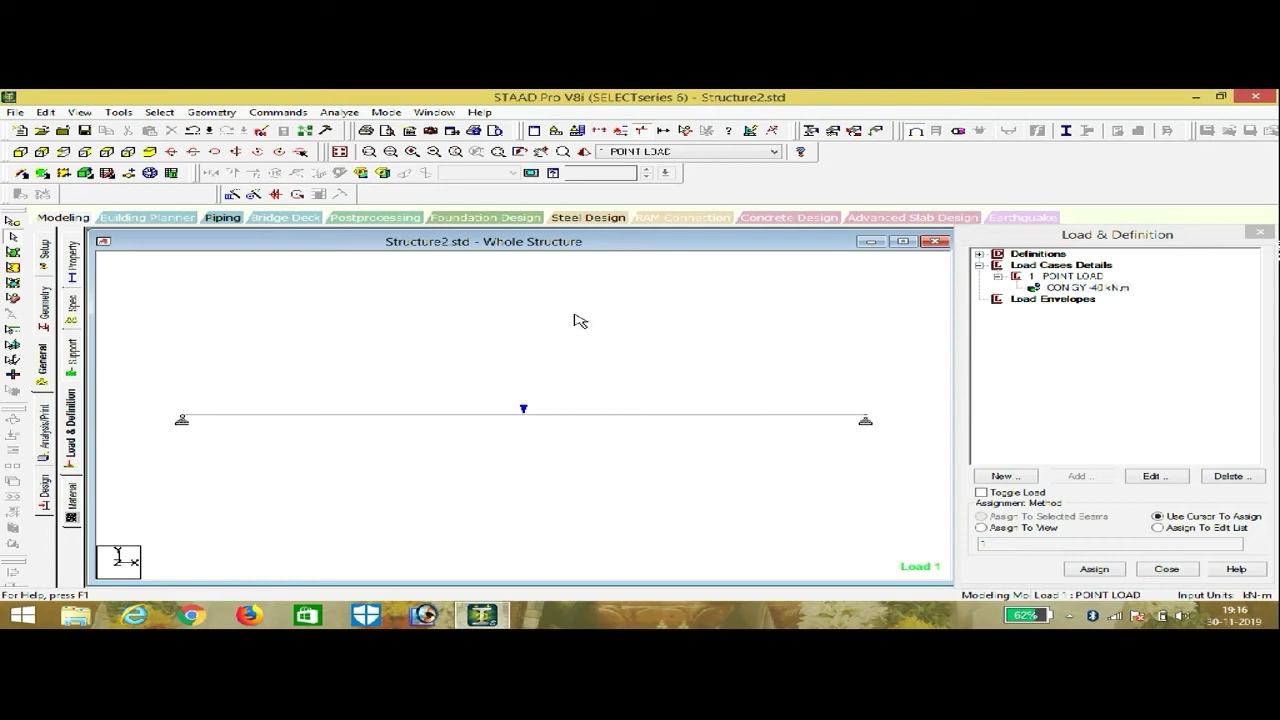 STAAD.Pro V8i (SELECTseries 6) - Structure2.std
File Edit View Tools Select Geometry Commands Analyze Mode Window Help
1: POINT LOAD
Modeling Building Planner Piping Bridge Deck Postprocessing Foundation Design Steel Design RAM Connection Concrete Design Advanced Slab Design Earthquake
Structure2.std - Whole Structure
Load & Definition
Setup
Geometry
General
Analysis/Print
Design
Property
Spec
Support
Load & Definition
Material
Definitions
Load Cases Details
1 : POINT LOAD
CON GY -40 kN,m
Load Envelopes
New... Add... Edit... Delete...
Toggle Load
Assignment Method
Assign To Selected Beams Use Cursor To Assign
Assign To View Assign To Edit List
1
Assign Close Help
Y
Z X
Load 1
For Help, press F1
Modeling Mo Load 1 : POINT LOAD Input Units: kN-m
62%
19:16
30-11-2019